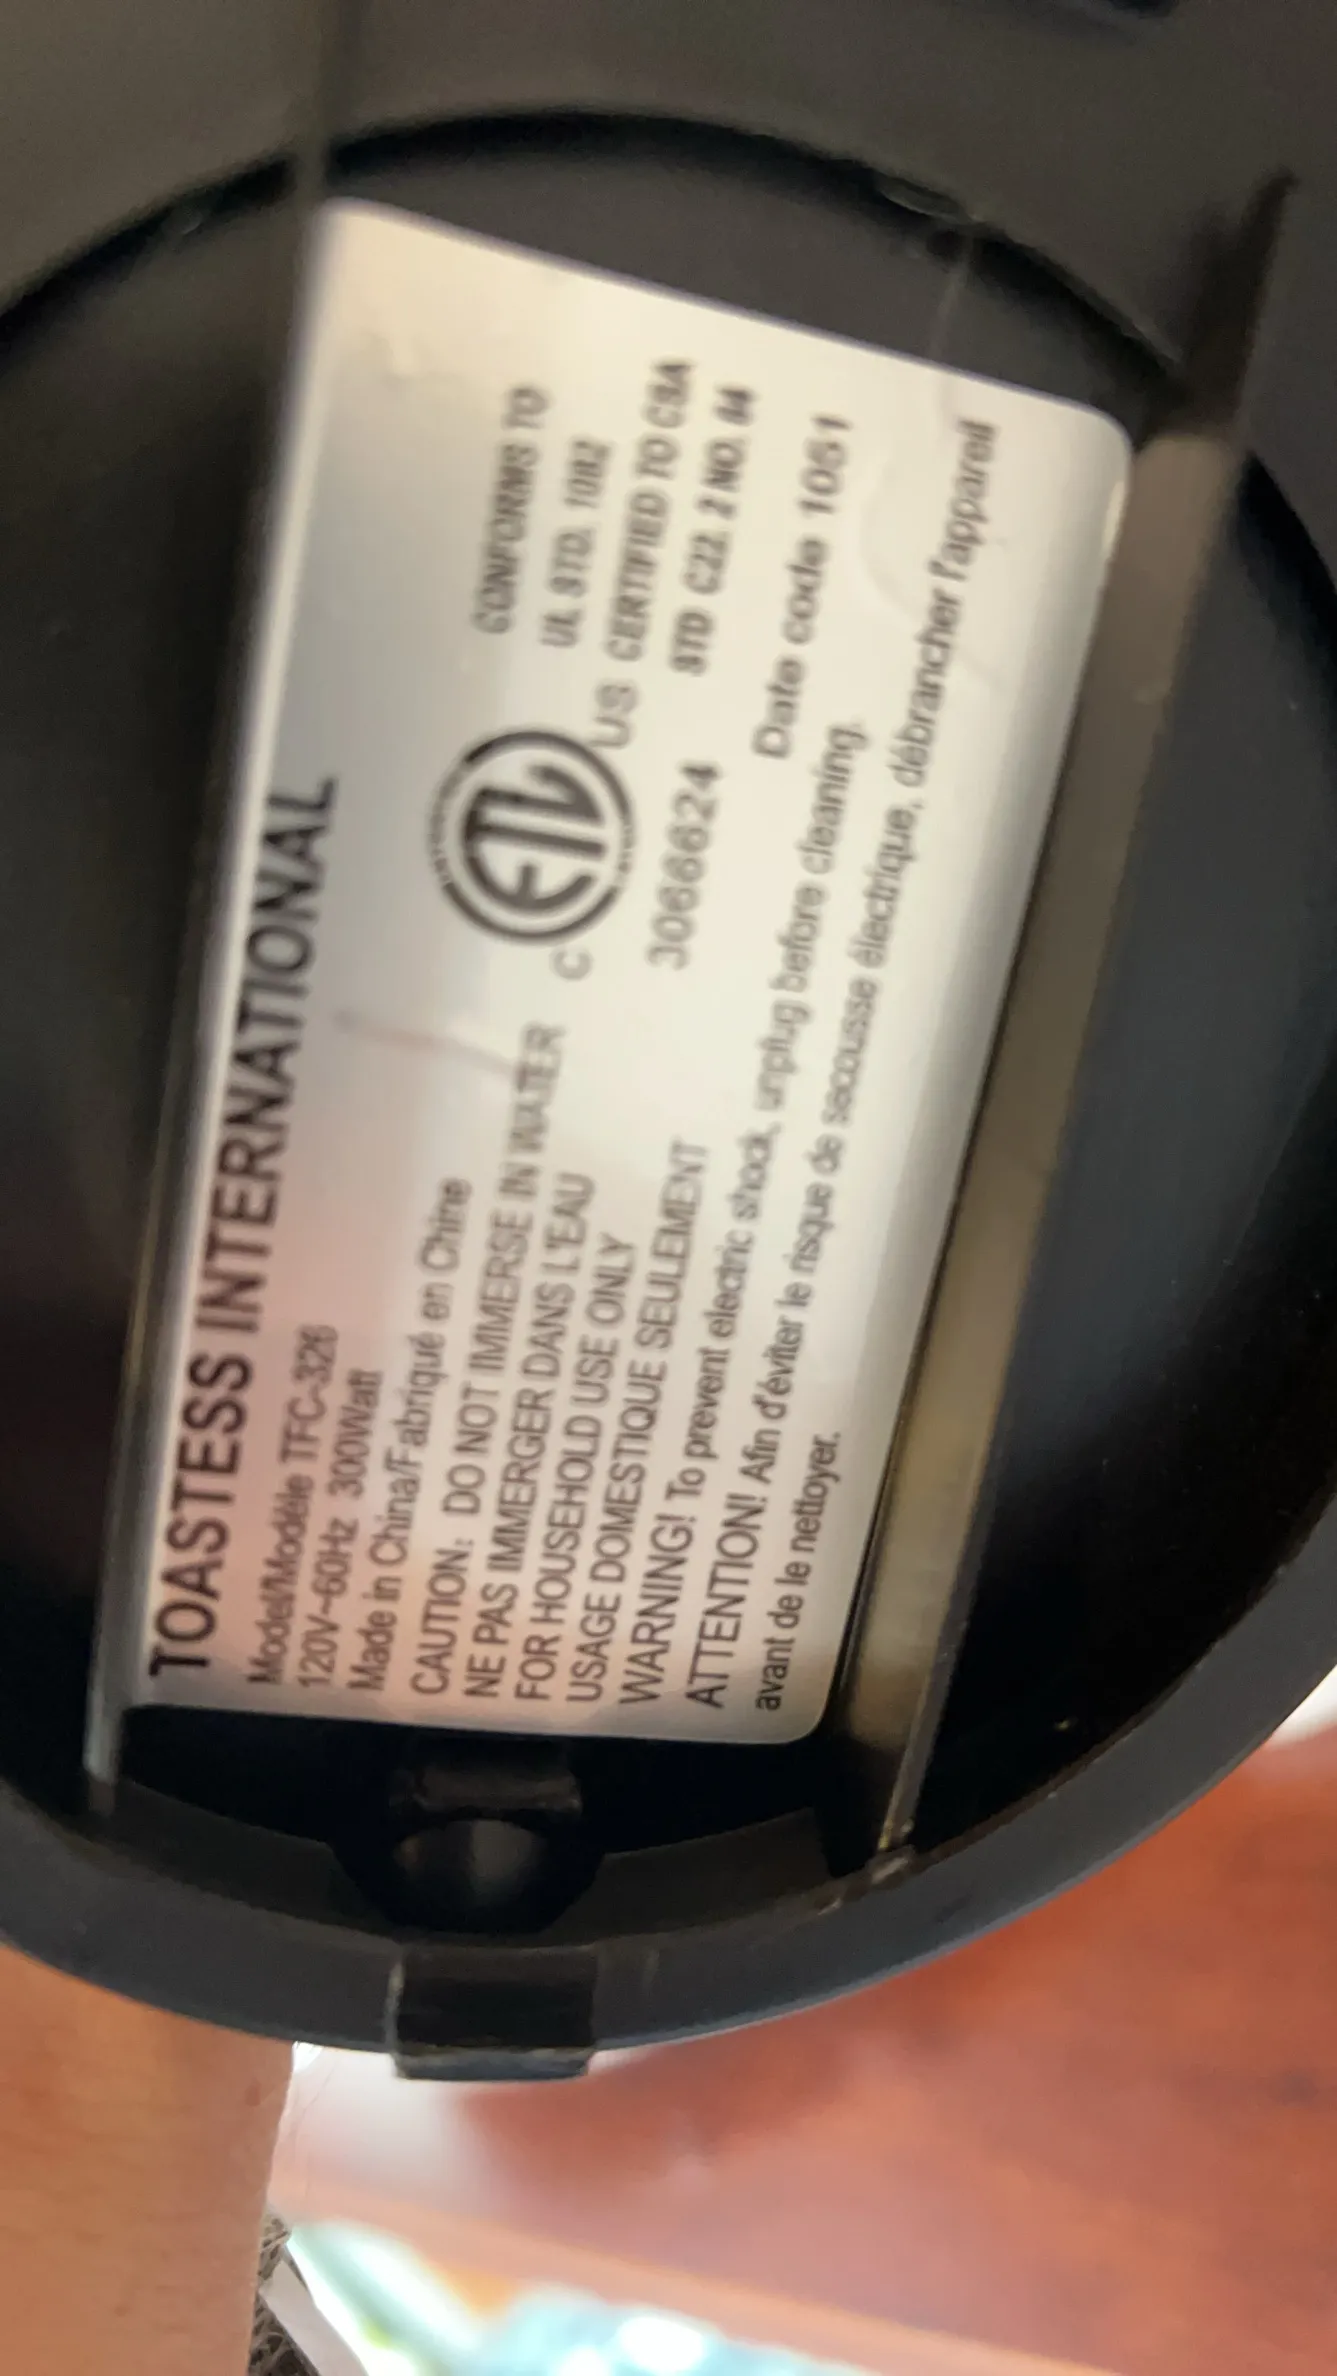 TOASTESS INTERNATIONAL
Model/Modèle TFC-326
120V~60Hz 300Watt
Made in China/Fabriqué en Chine
CAUTION: DO NOT IMMERSE IN WATER
NE PAS IMMERGER DANS L'EAU
FOR HOUSEHOLD USE ONLY
USAGE DOMESTIQUE SEULEMENT
ETL
C US
3066624
CONFORMS TO
UL STD. 1082
CERTIFIED TO CSA
STD C22. 2 NO. 64
Date code 1051
WARNING! To prevent electric shock, unplug before cleaning.
ATTENTION! Afin d'éviter le risque de secousse électrique, débrancher l'appareil
avant de le nettoyer.